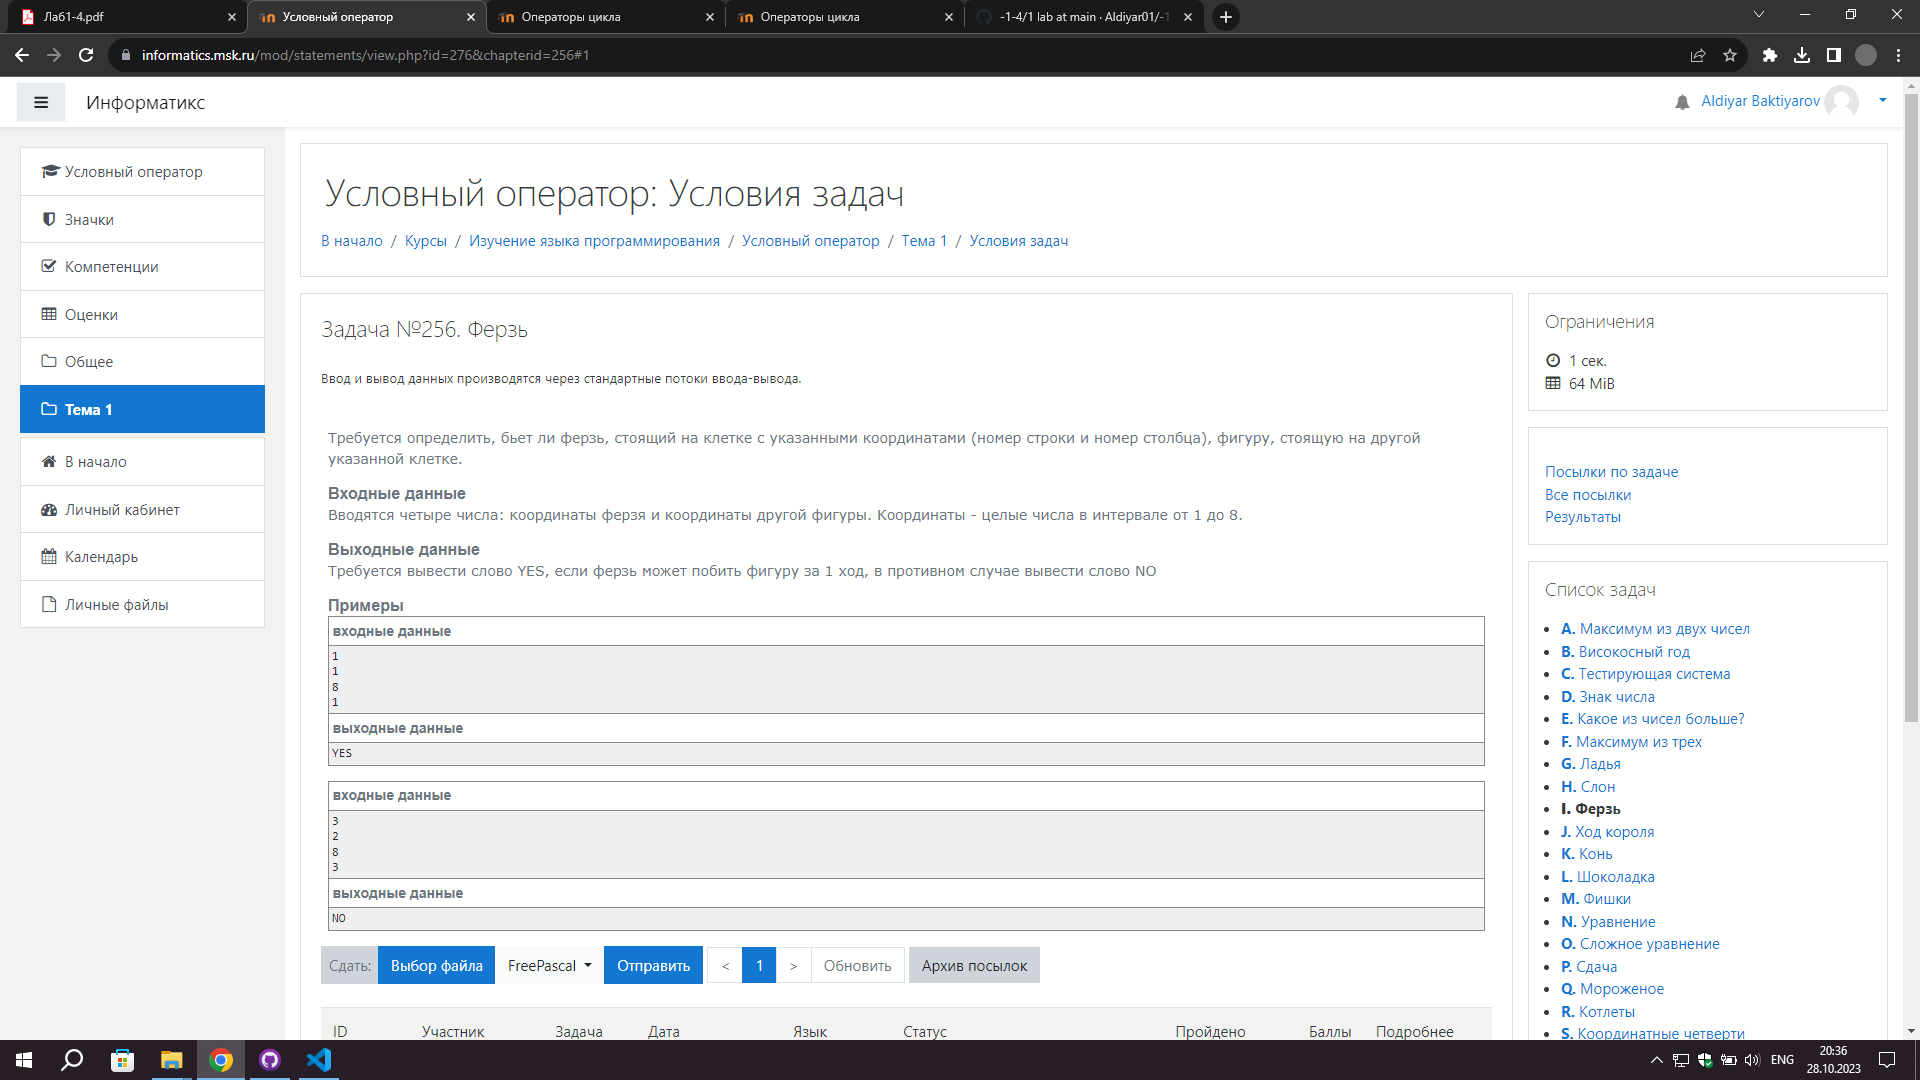 Лаб1-4.pdf
Условный оператор
Операторы цикла
Операторы цикла
-1-4/1 lab at main · Aldiyar01/-1
informatics.msk.ru/mod/statements/view.php?id=276&chapterid=256#1
Информатикс
Aldiyar Baktiyarov
Условный оператор
Значки
Компетенции
Оценки
Общее
Тема 1
В начало
Личный кабинет
Календарь
Личные файлы
Условный оператор: Условия задач
В начало / Курсы / Изучение языка программирования / Условный оператор / Тема 1 / Условия задач
Задача №256. Ферзь
Ввод и вывод данных производятся через стандартные потоки ввода-вывода.
Требуется определить, бьет ли ферзь, стоящий на клетке с указанными координатами (номер строки и номер столбца), фигуру, стоящую на другой
указанной клетке.
Входные данные
Вводятся четыре числа: координаты ферзя и координаты другой фигуры. Координаты - целые числа в интервале от 1 до 8.
Выходные данные
Требуется вывести слово YES, если ферзь может побить фигуру за 1 ход, в противном случае вывести слово NO
Примеры
входные данные
1
1
8
1
выходные данные
YES
входные данные
3
2
8
3
выходные данные
NO
Сдать: Выбор файла FreePascal Отправить < 1 > Обновить Архив посылок
ID Участник Задача Дата Язык Статус Пройдено Баллы Подробнее
Ограничения
1 сек.
64 MiB
Посылки по задаче
Все посылки
Результаты
Список задач
A. Максимум из двух чисел
B. Високосный год
C. Тестирующая система
D. Знак числа
E. Какое из чисел больше?
F. Максимум из трех
G. Ладья
H. Слон
I. Ферзь
J. Ход короля
K. Конь
L. Шоколадка
M. Фишки
N. Уравнение
O. Сложное уравнение
P. Сдача
Q. Мороженое
R. Котлеты
S. Координатные четверти
ENG
20:36
28.10.2023